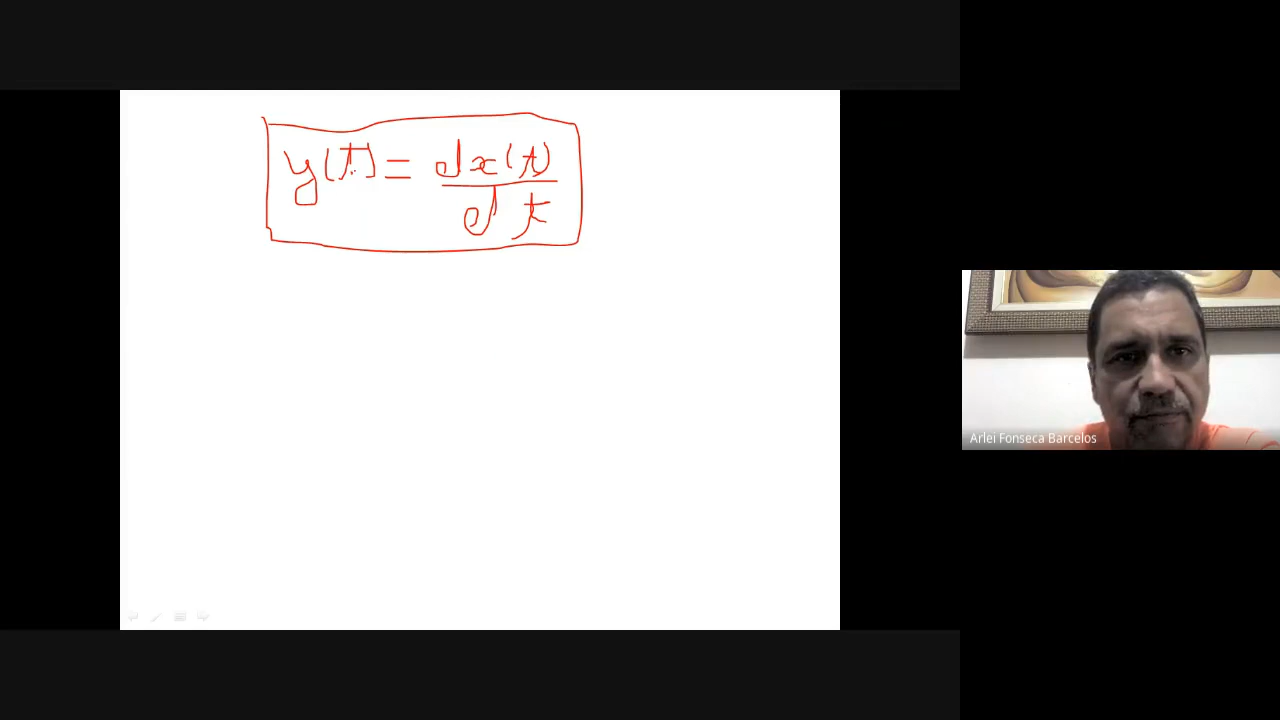 y(t) = dx(t)/dt
Arlei Fonseca Barcelos